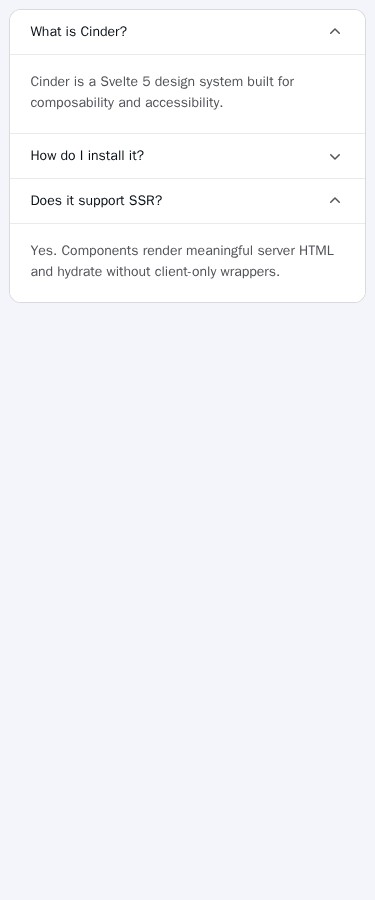 What is Cinder?
Cinder is a Svelte 5 design system built for
composability and accessibility.
How do I install it?
Does it support SSR?
Yes. Components render meaningful server HTML
and hydrate without client-only wrappers.